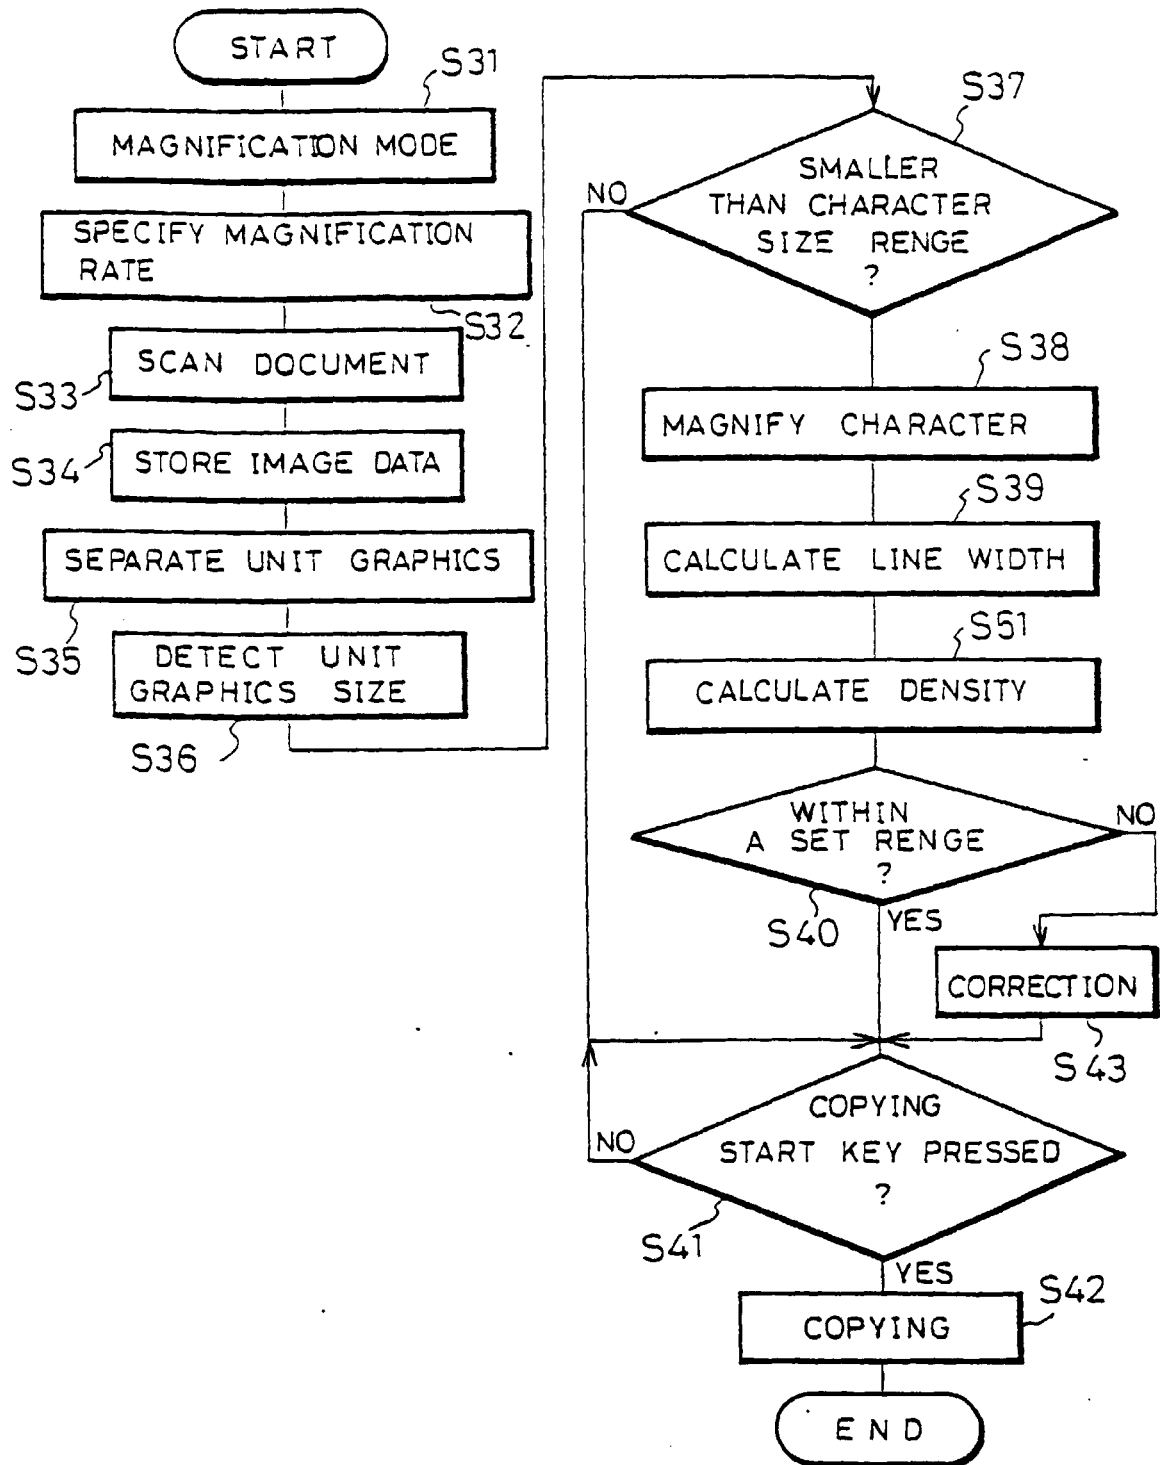 START
S31
MAGNIFICATION MODE
SPECIFY MAGNIFICATION
RATE
S32
SCAN DOCUMENT
S33
STORE IMAGE DATA
S34
SEPARATE UNIT GRAPHICS
S35
DETECT UNIT
GRAPHICS SIZE
S36
S37
SMALLER
THAN CHARACTER
SIZE RENGE
?
NO
S38
MAGNIFY CHARACTER
S39
CALCULATE LINE WIDTH
S51
CALCULATE DENSITY
WITHIN
A SET RENGE
?
NO
S40
YES
CORRECTION
S43
COPYING
START KEY PRESSED
?
NO
S41
YES
S42
COPYING
END